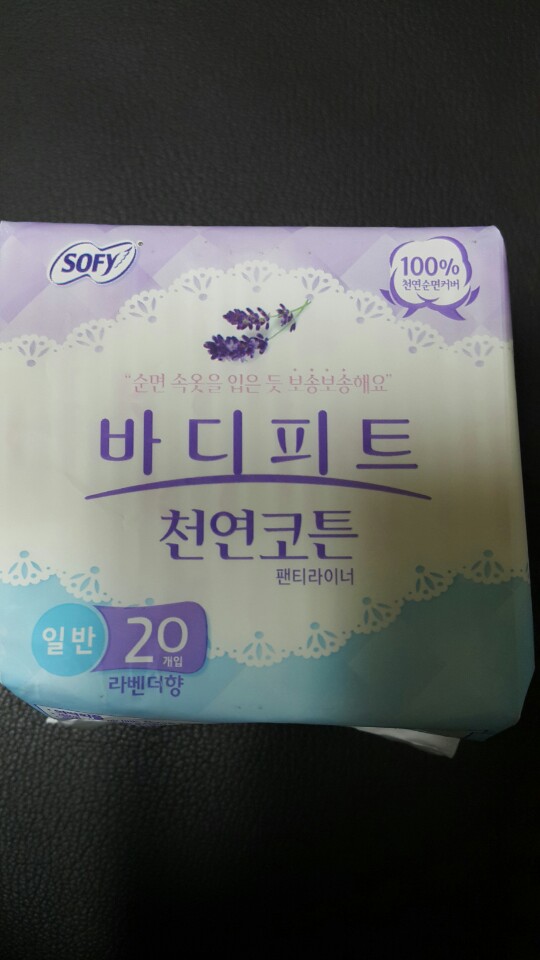 SOFY
100%
천연순면커버
"순면 속옷을 입은 듯 보송보송해요"
바디피트
천연코튼
팬티라이너
일반
20
개입
라벤더향